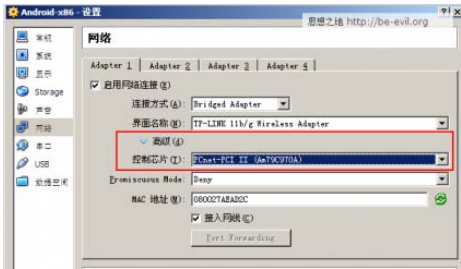 Android-x86 - 设置
思想之地 http://be-evil.org
常规
系统
显示
Storage
声音
网络
串口
USB
数据空间
网络
Adapter 1
Adapter 2
Adapter 3
Adapter 4
启用网络连接(E)
连接方式(A): Bridged Adapter
界面名称(N): TP-LINK 11b/g Wireless Adapter
高级(d)
控制芯片(T): PCnet-PCI II (Am79C970A)
Promiscuous Mode: Deny
MAC 地址(M): 080027AEAD2C
接入网线(C)
Port Forwarding